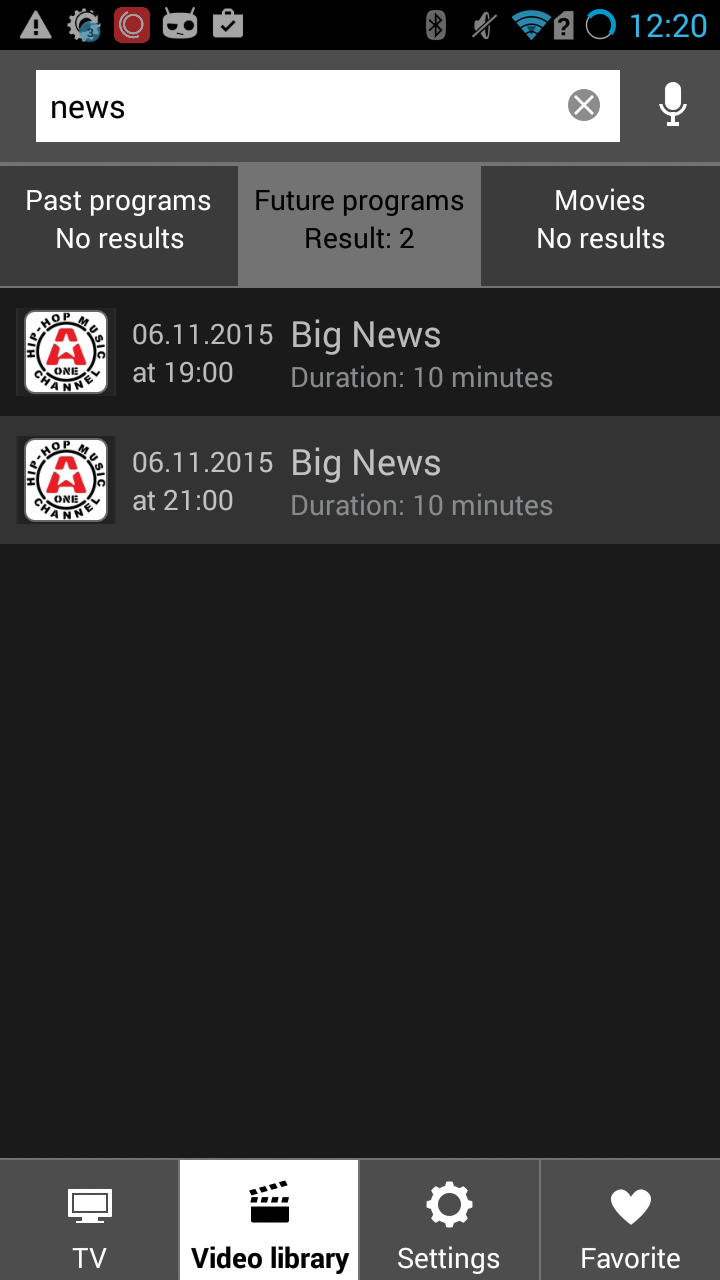 12:20
news
Past programs
No results
Future programs
Result: 2
Movies
No results
HIP-HOP MUSIC
ONE
CHANNEL
06.11.2015
at 19:00
Big News
Duration: 10 minutes
HIP-HOP MUSIC
ONE
CHANNEL
06.11.2015
at 21:00
Big News
Duration: 10 minutes
TV
Video library
Settings
Favorite